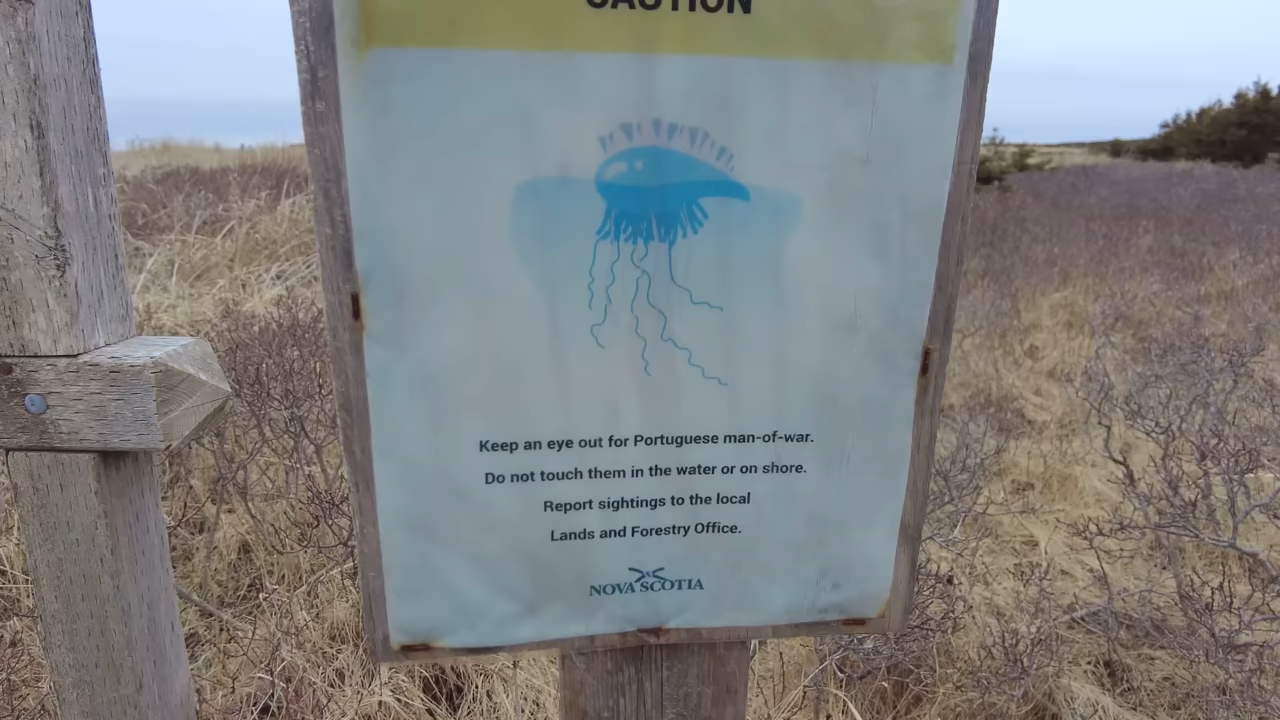 CAUTION
Keep an eye out for Portuguese man-of-war.
Do not touch them in the water or on shore.
Report sightings to the local
Lands and Forestry Office.
NOVA SCOTIA